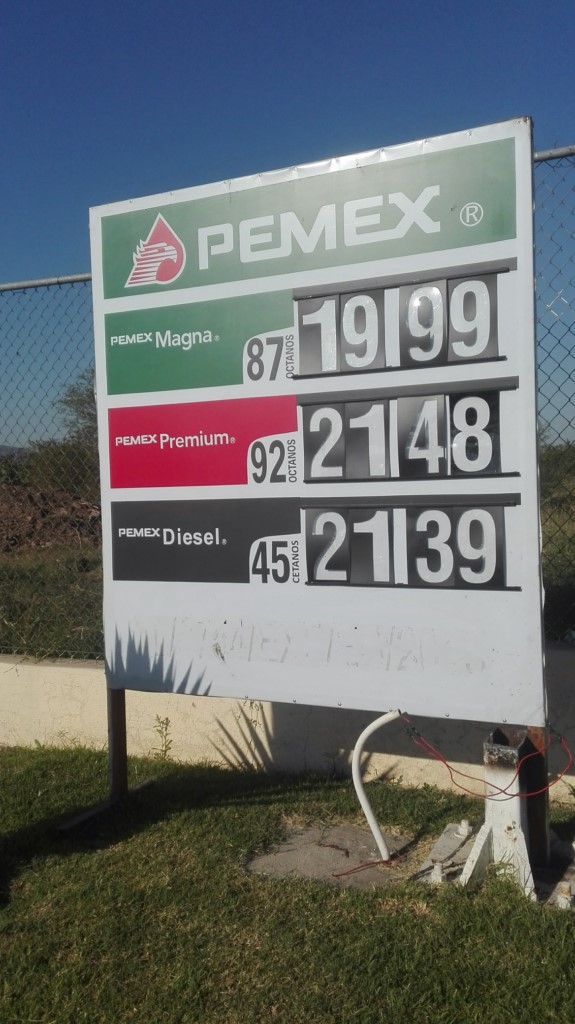 PEMEX ®
PEMEX Magna® 87 OCTANOS 19 99
PEMEX Premium® 92 OCTANOS 21 48
PEMEX Diesel® 45 CETANOS 21 39